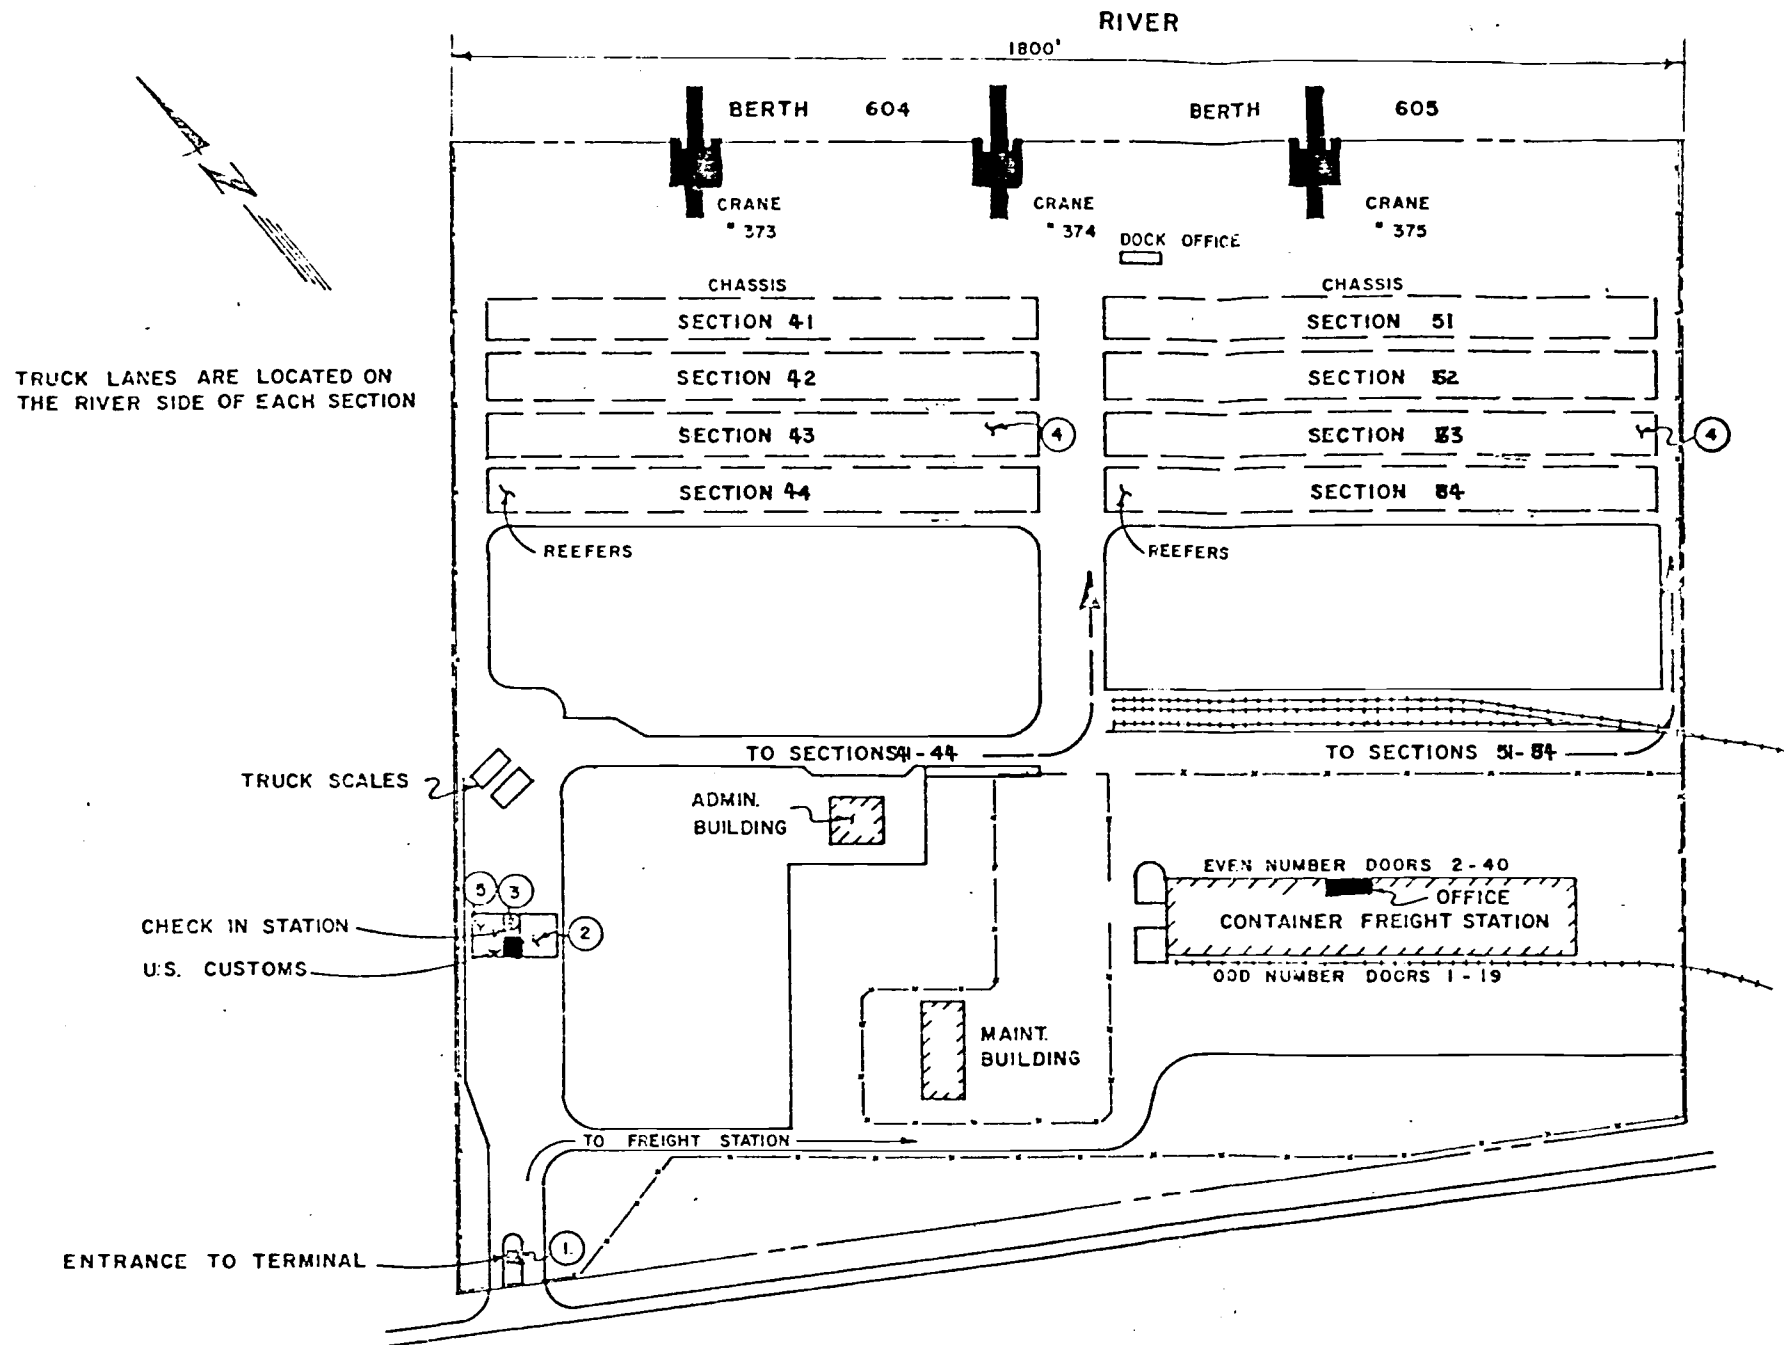 RIVER
1800'
BERTH 604
BERTH 605
CRANE
" 373
CRANE
" 374
CRANE
" 375
DOCK OFFICE
CHASSIS
CHASSIS
SECTION 41
SECTION 51
TRUCK LANES ARE LOCATED ON
THE RIVER SIDE OF EACH SECTION
SECTION 42
SECTION 52
SECTION 43
4
SECTION 53
4
SECTION 44
SECTION 54
REEFERS
REEFERS
TO SECTIONS 41-44
TO SECTIONS 51-54
TRUCK SCALES
ADMIN.
BUILDING
EVEN NUMBER DOORS 2-40
5
3
OFFICE
CHECK IN STATION
2
CONTAINER FREIGHT STATION
U.S. CUSTOMS
ODD NUMBER DOORS 1-19
MAINT.
BUILDING
TO FREIGHT STATION
ENTRANCE TO TERMINAL
1.
N